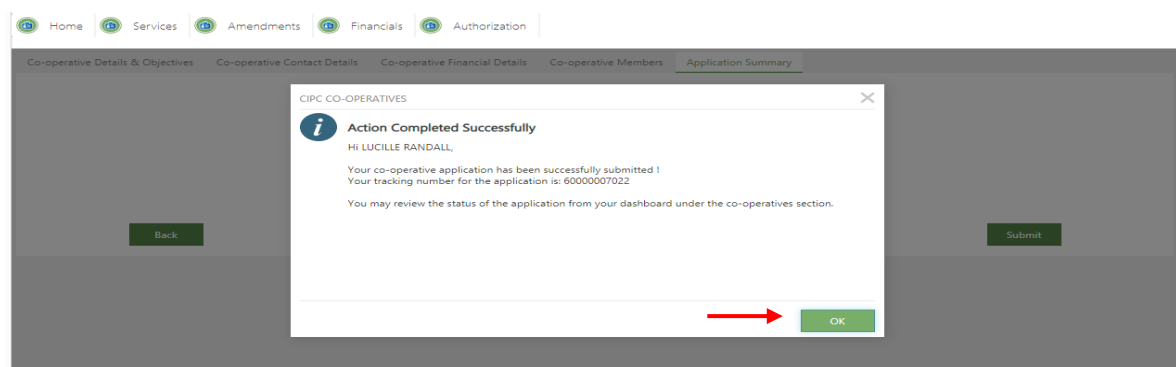 Home Services Amendments Financials Authorization
Co-operative Details & Objectives Co-operative Contact Details Co-operative Financial Details Co-operative Members Application Summary
CIPC CO-OPERATIVES
i
Action Completed Successfully
Hi LUCILLE RANDALL,
Your co-operative application has been successfully submitted !
Your tracking number for the application is: 60000007022
You may review the status of the application from your dashboard under the co-operatives section.
Back Submit
OK